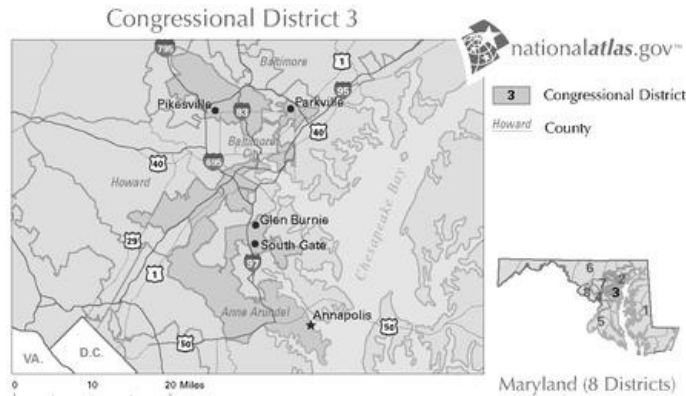 Congressional District 3
nationalatlas.gov™
3 Congressional District
Howard County
795
Baltimore
1
95
Pikesville
83
Parkville
40
Baltimore
40
695
Howard
Glen Burnie
South Gate
29
97
1
Chesapeake Bay
Anne Arundel
Annapolis
50
50
VA.
D.C.
0 10 20 Miles
6
3
8
1
5
Maryland (8 Districts)